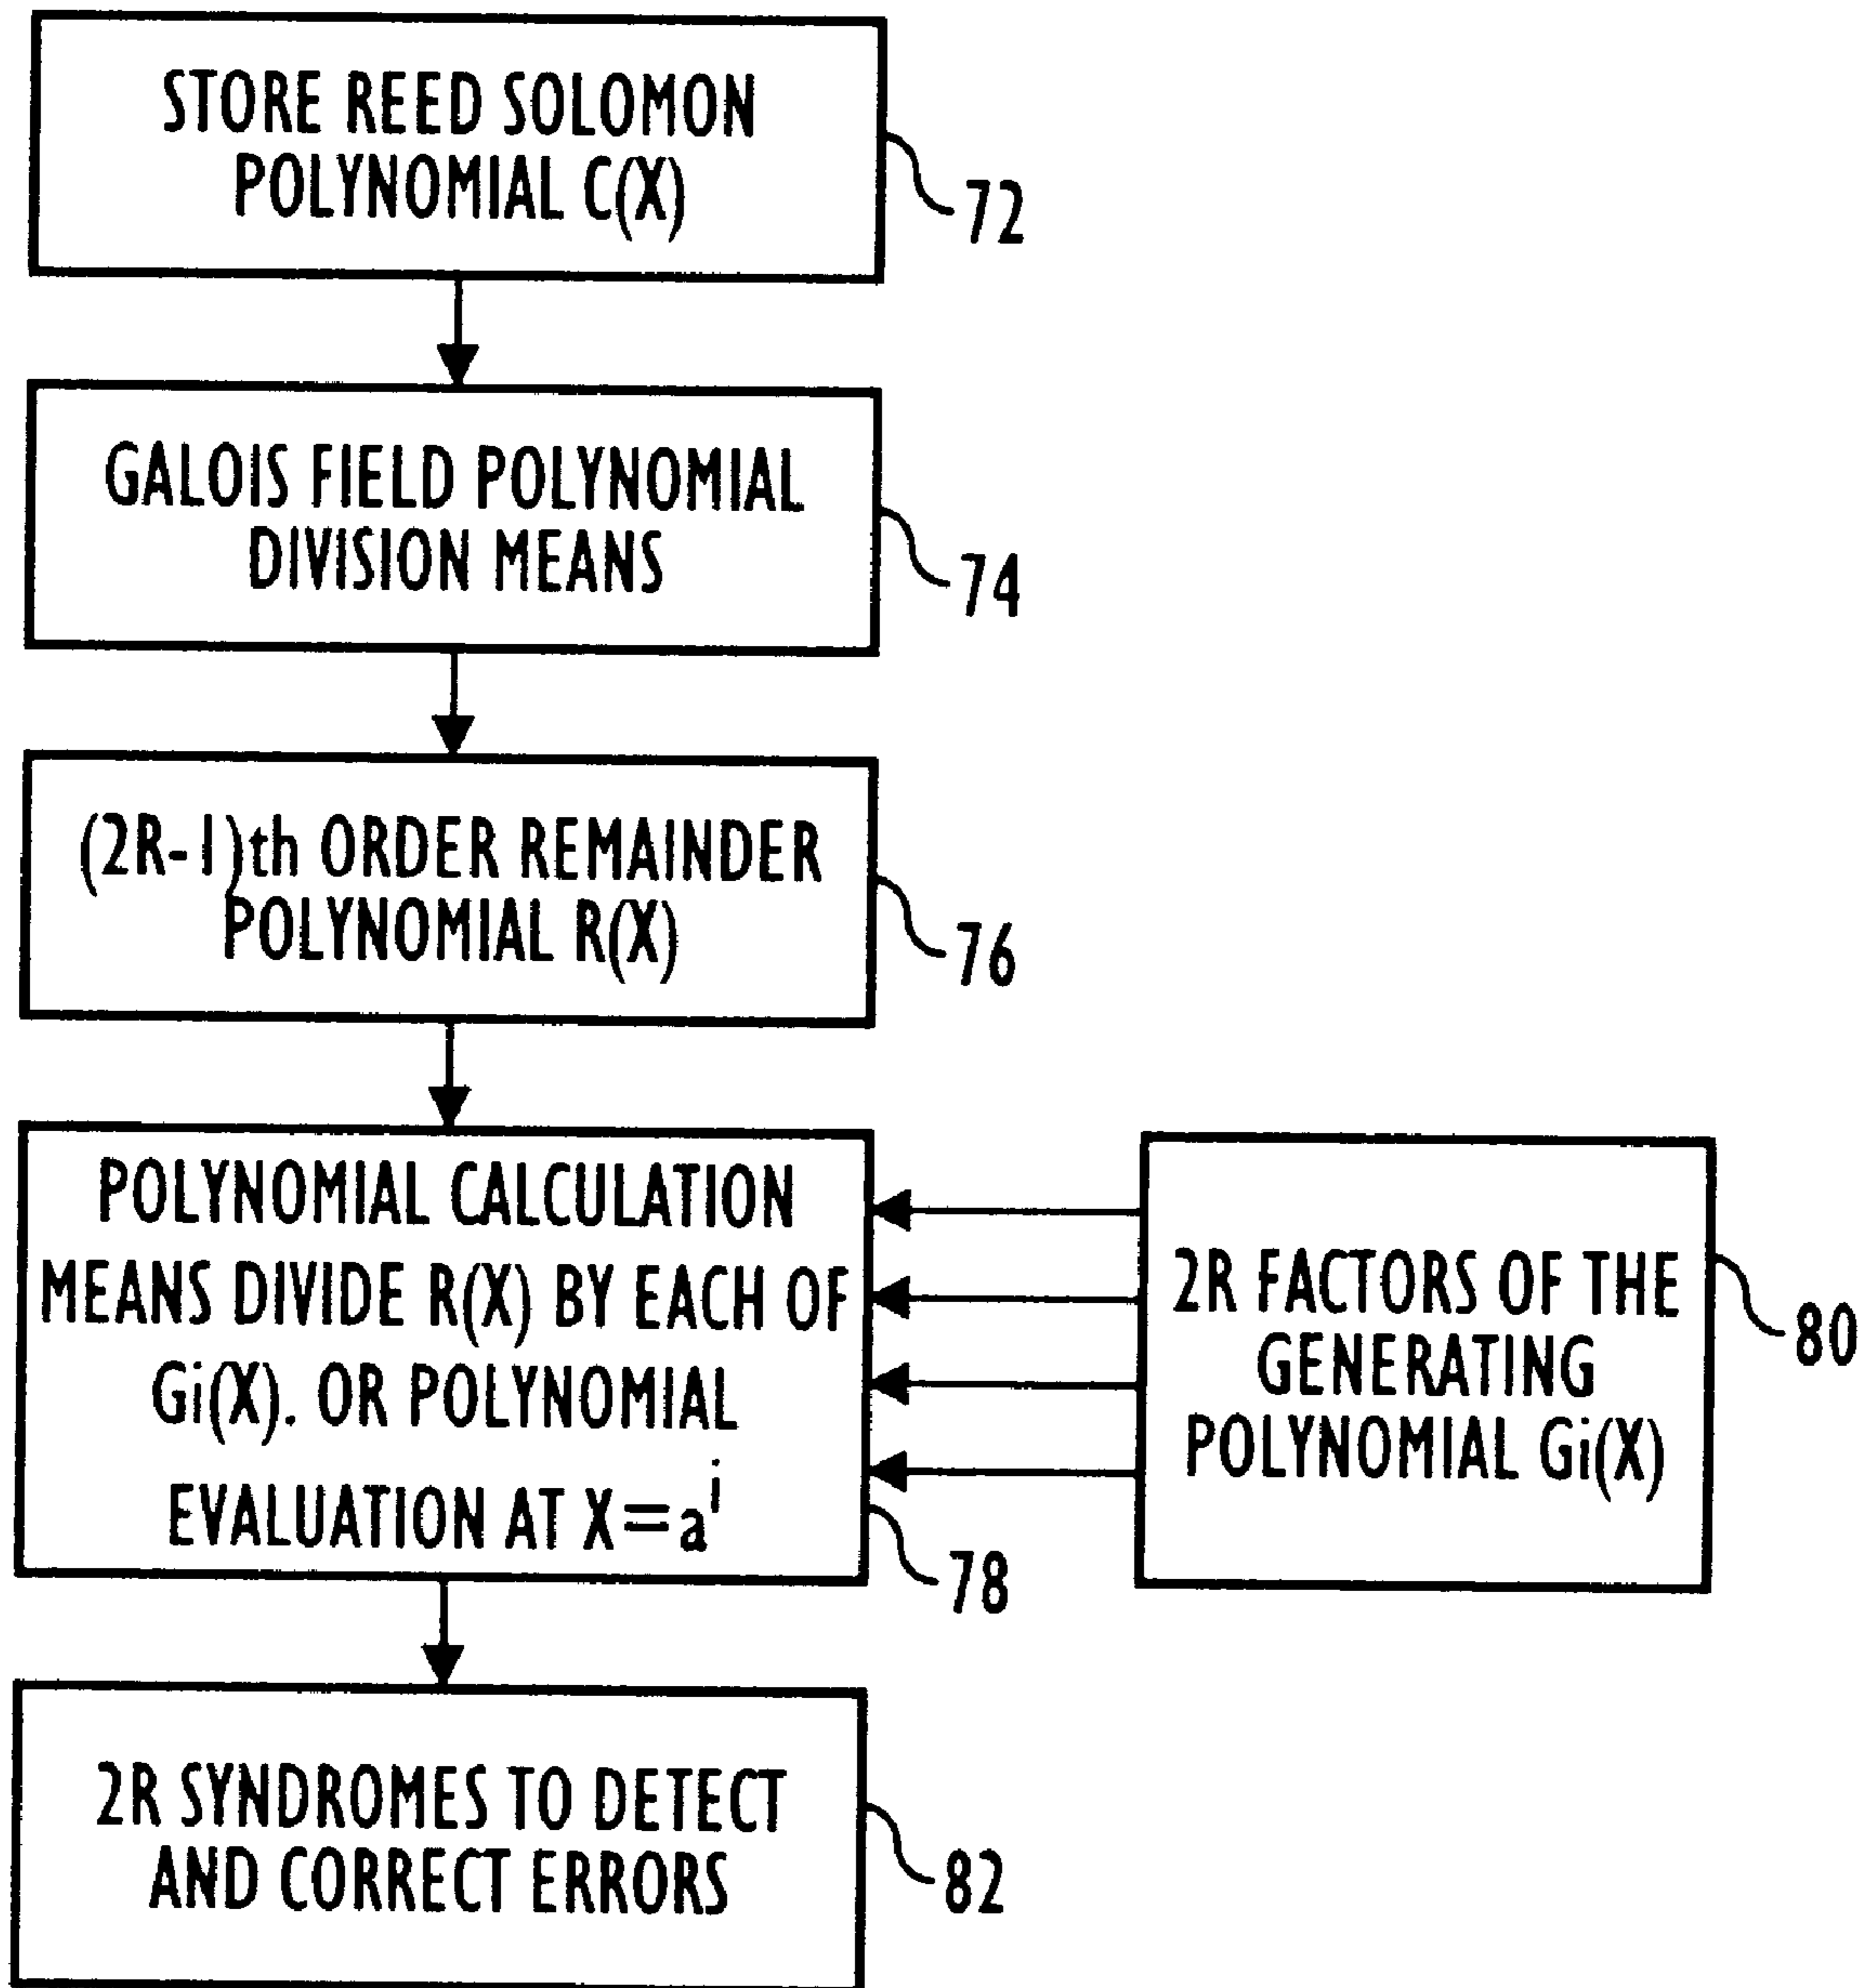 STORE REED SOLOMON
POLYNOMIAL C(X)
72
GALOIS FIELD POLYNOMIAL
DIVISION MEANS
74
(2R-1)th ORDER REMAINDER
POLYNOMIAL R(X)
76
POLYNOMIAL CALCULATION
MEANS DIVIDE R(X) BY EACH OF
Gi(X). OR POLYNOMIAL
EVALUATION AT X=aⁱ
78
2R FACTORS OF THE
GENERATING
POLYNOMIAL Gi(X)
80
2R SYNDROMES TO DETECT
AND CORRECT ERRORS
82